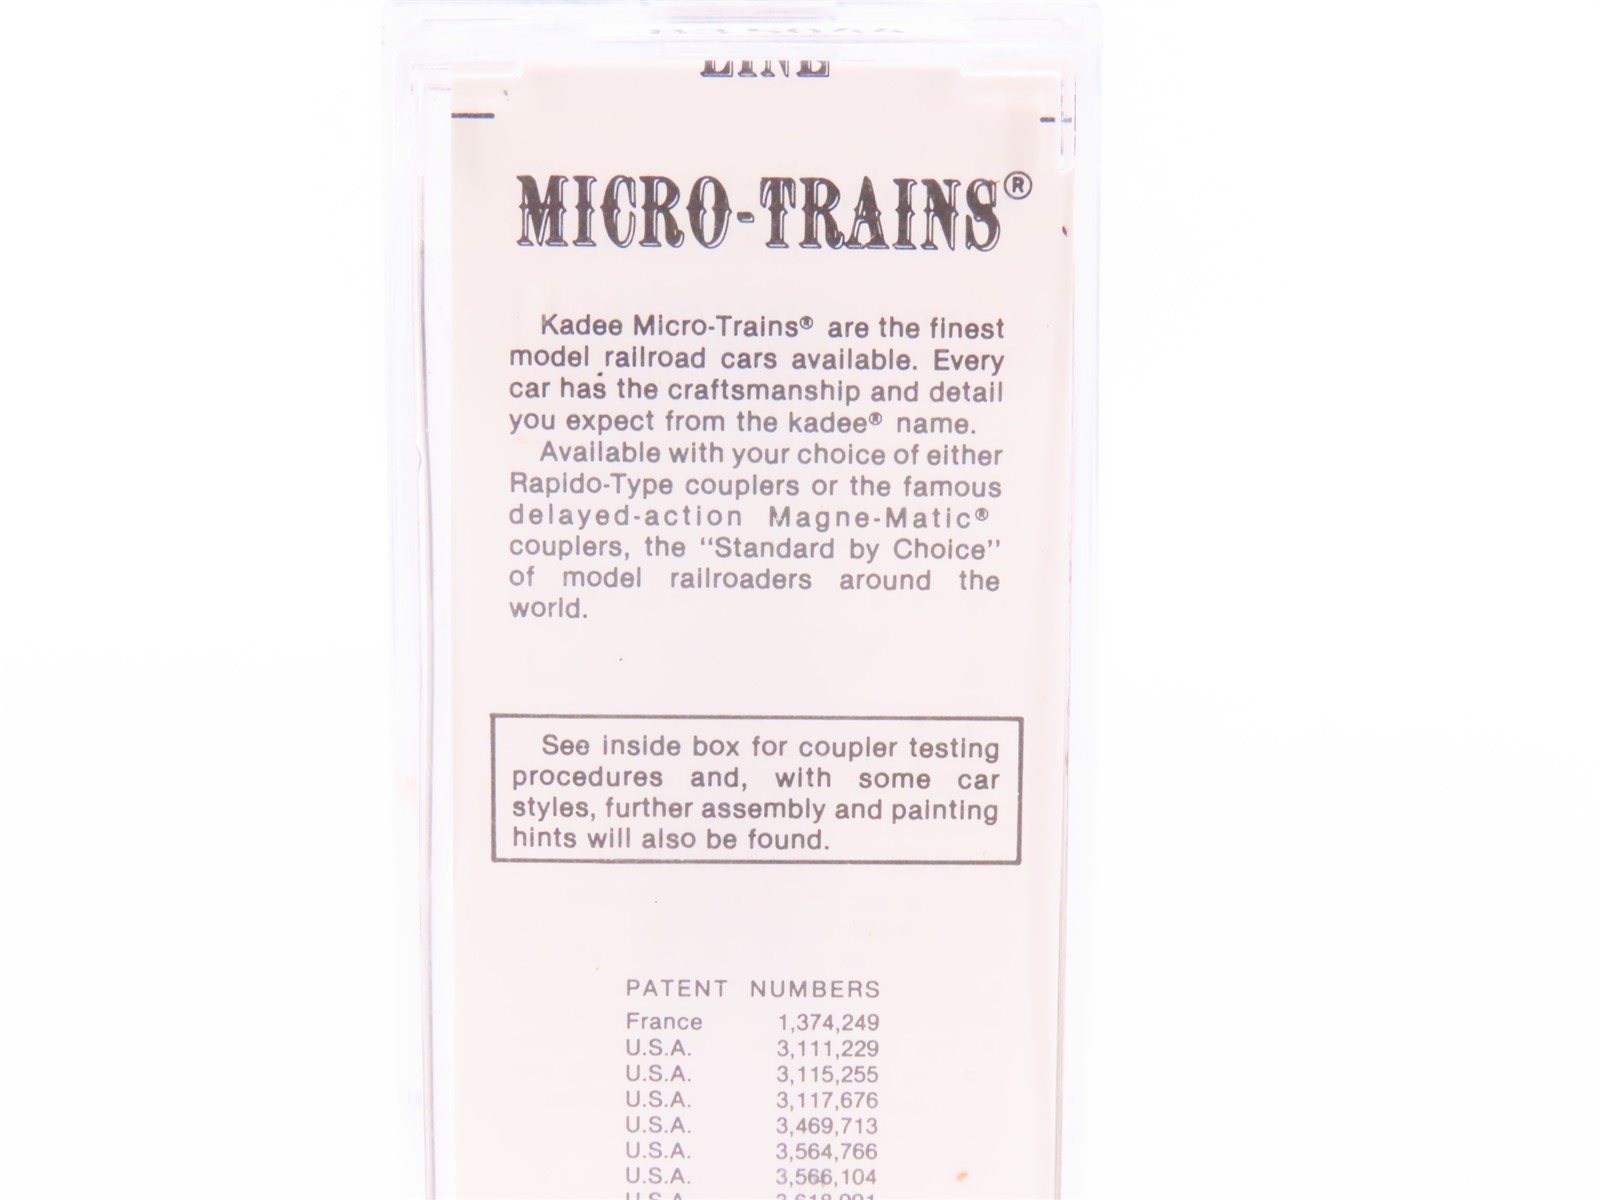 LINE
MICRO-TRAINS®
Kadee Micro-Trains® are the finest
model railroad cars available. Every
car has the craftsmanship and detail
you expect from the kadee® name.
Available with your choice of either
Rapido-Type couplers or the famous
delayed-action Magne-Matic®
couplers, the “Standard by Choice”
of model railroaders around the
world.
See inside box for coupler testing
procedures and, with some car
styles, further assembly and painting
hints will also be found.
PATENT NUMBERS
France 1,374,249
U.S.A. 3,111,229
U.S.A. 3,115,255
U.S.A. 3,117,676
U.S.A. 3,469,713
U.S.A. 3,564,766
U.S.A. 3,566,104
U.S.A. 3,618,991